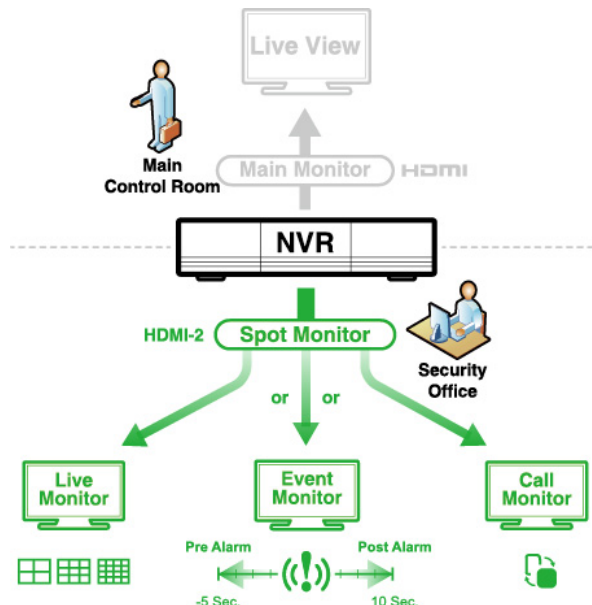 Live View
Main
Control Room
Main Monitor
HDMI
NVR
HDMI-2
Spot Monitor
Security
Office
or or
Live
Monitor
Event
Monitor
Call
Monitor
Pre Alarm
Post Alarm
-5 Sec.
10 Sec.